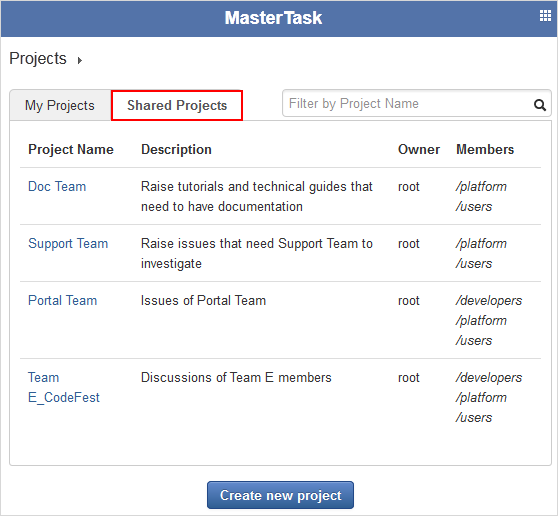 MasterTask
Projects
My Projects
Shared Projects
Filter by Project Name
Project Name Description Owner Members
Doc Team Raise tutorials and technical guides that root /platform
need to have documentation /users
Support Team Raise issues that need Support Team to root /platform
investigate /users
Portal Team Issues of Portal Team root /developers
/platform
/users
Team Discussions of Team E members root /developers
E_CodeFest /platform
/users
Create new project